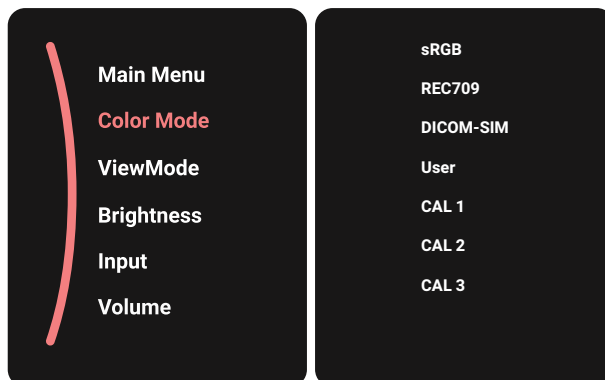 Main Menu
Color Mode
ViewMode
Brightness
Input
Volume
sRGB
REC709
DICOM-SIM
User
CAL 1
CAL 2
CAL 3